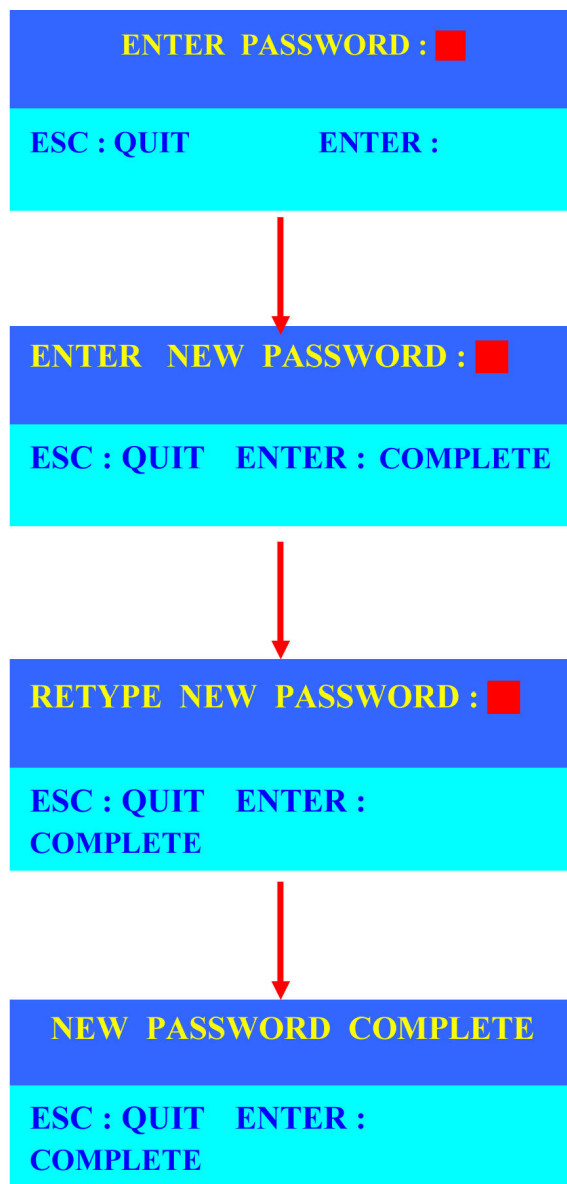 ENTER PASSWORD :
ESC : QUIT ENTER :
ENTER NEW PASSWORD :
ESC : QUIT ENTER : COMPLETE
RETYPE NEW PASSWORD :
ESC : QUIT ENTER :
COMPLETE
NEW PASSWORD COMPLETE
ESC : QUIT ENTER :
COMPLETE